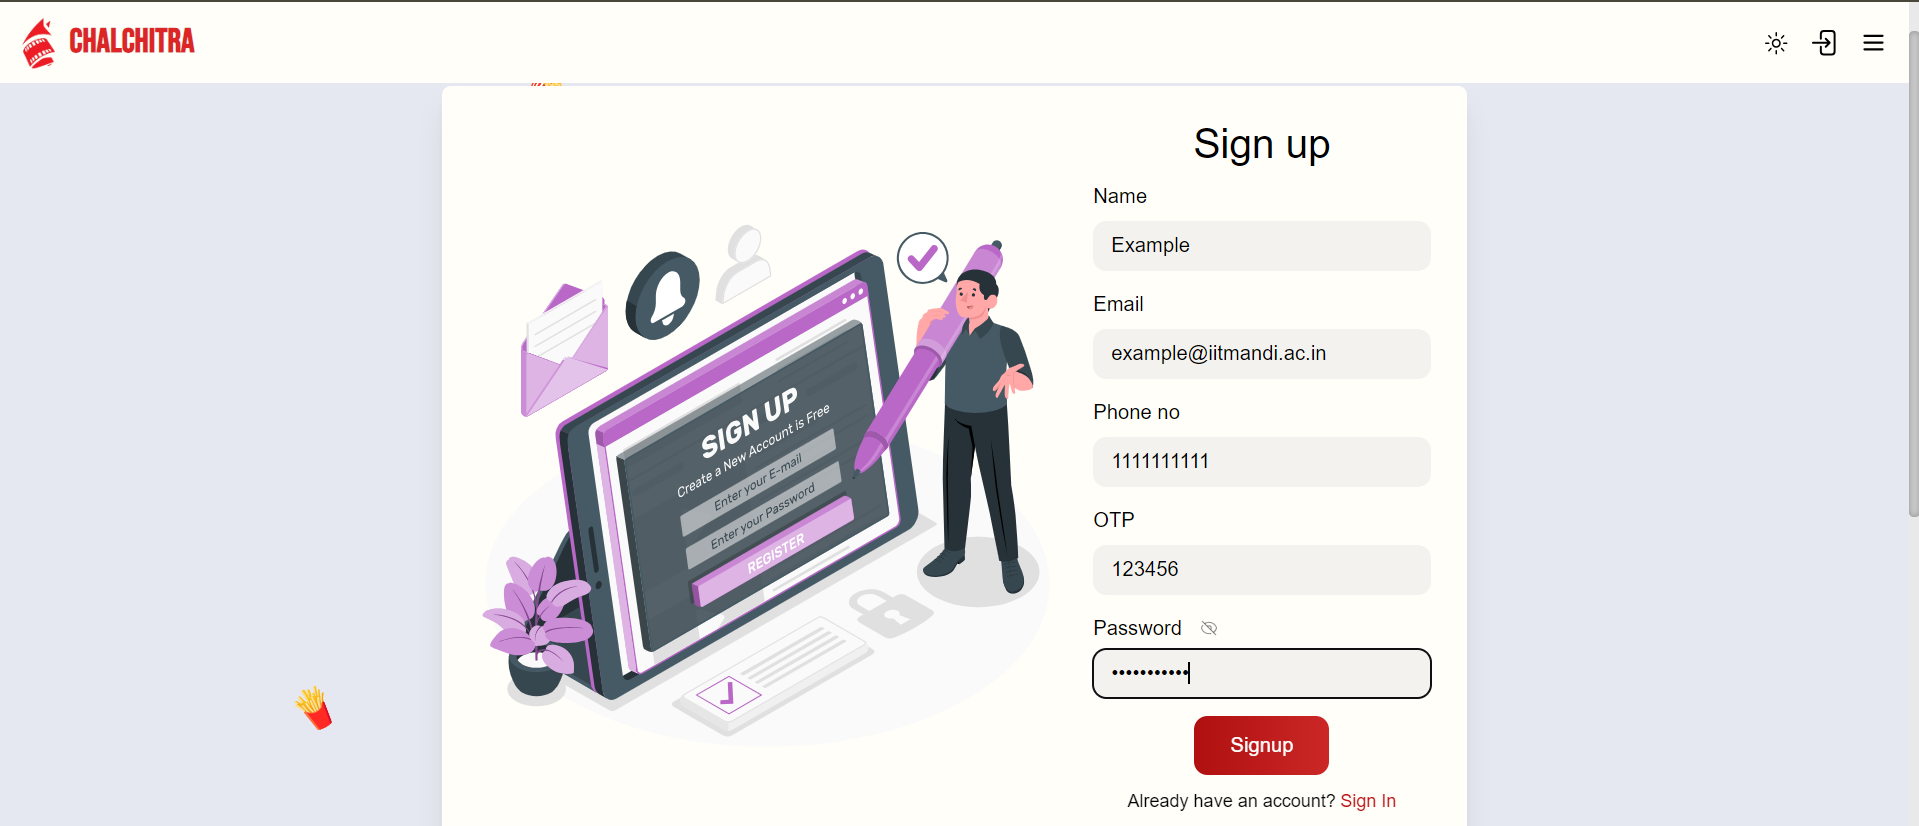 CHALCHITRA
Sign up
Name
Example
Email
example@iitmandi.ac.in
Phone no
1111111111
OTP
123456
Password
•••••••••••
Signup
Already have an account? Sign In
SIGN UP
Create a New Account is Free
Enter your E-mail
Enter your Password
REGISTER